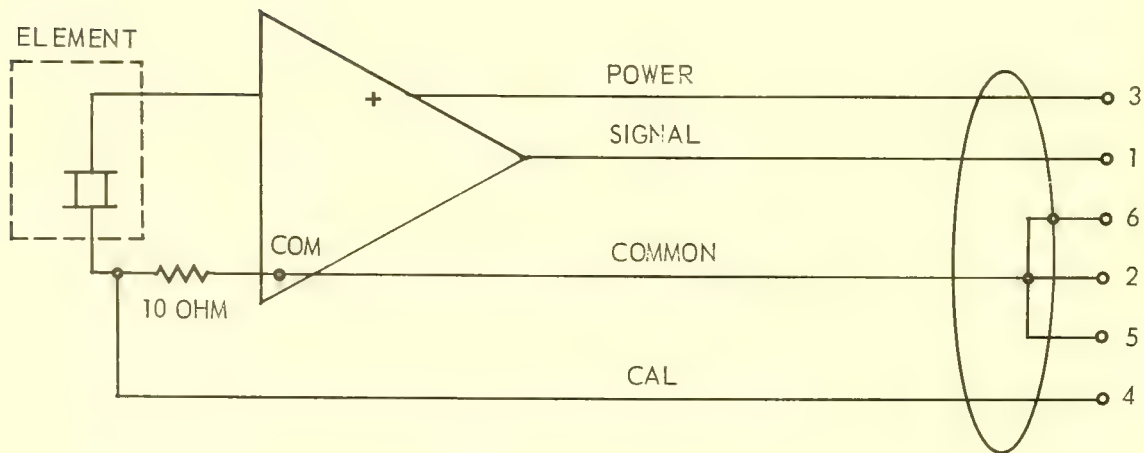 ELEMENT
+
POWER
3
SIGNAL
1
6
COM
COMMON
2
10 OHM
5
CAL
4